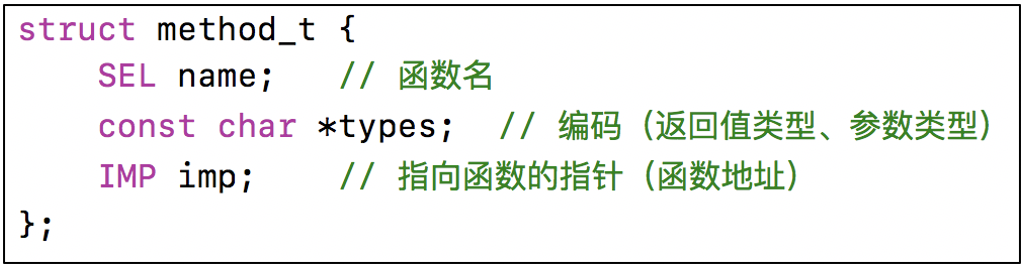 struct method_t {
    SEL name;    // 函数名
    const char *types;  // 编码（返回值类型、参数类型）
    IMP imp;    // 指向函数的指针（函数地址）
};